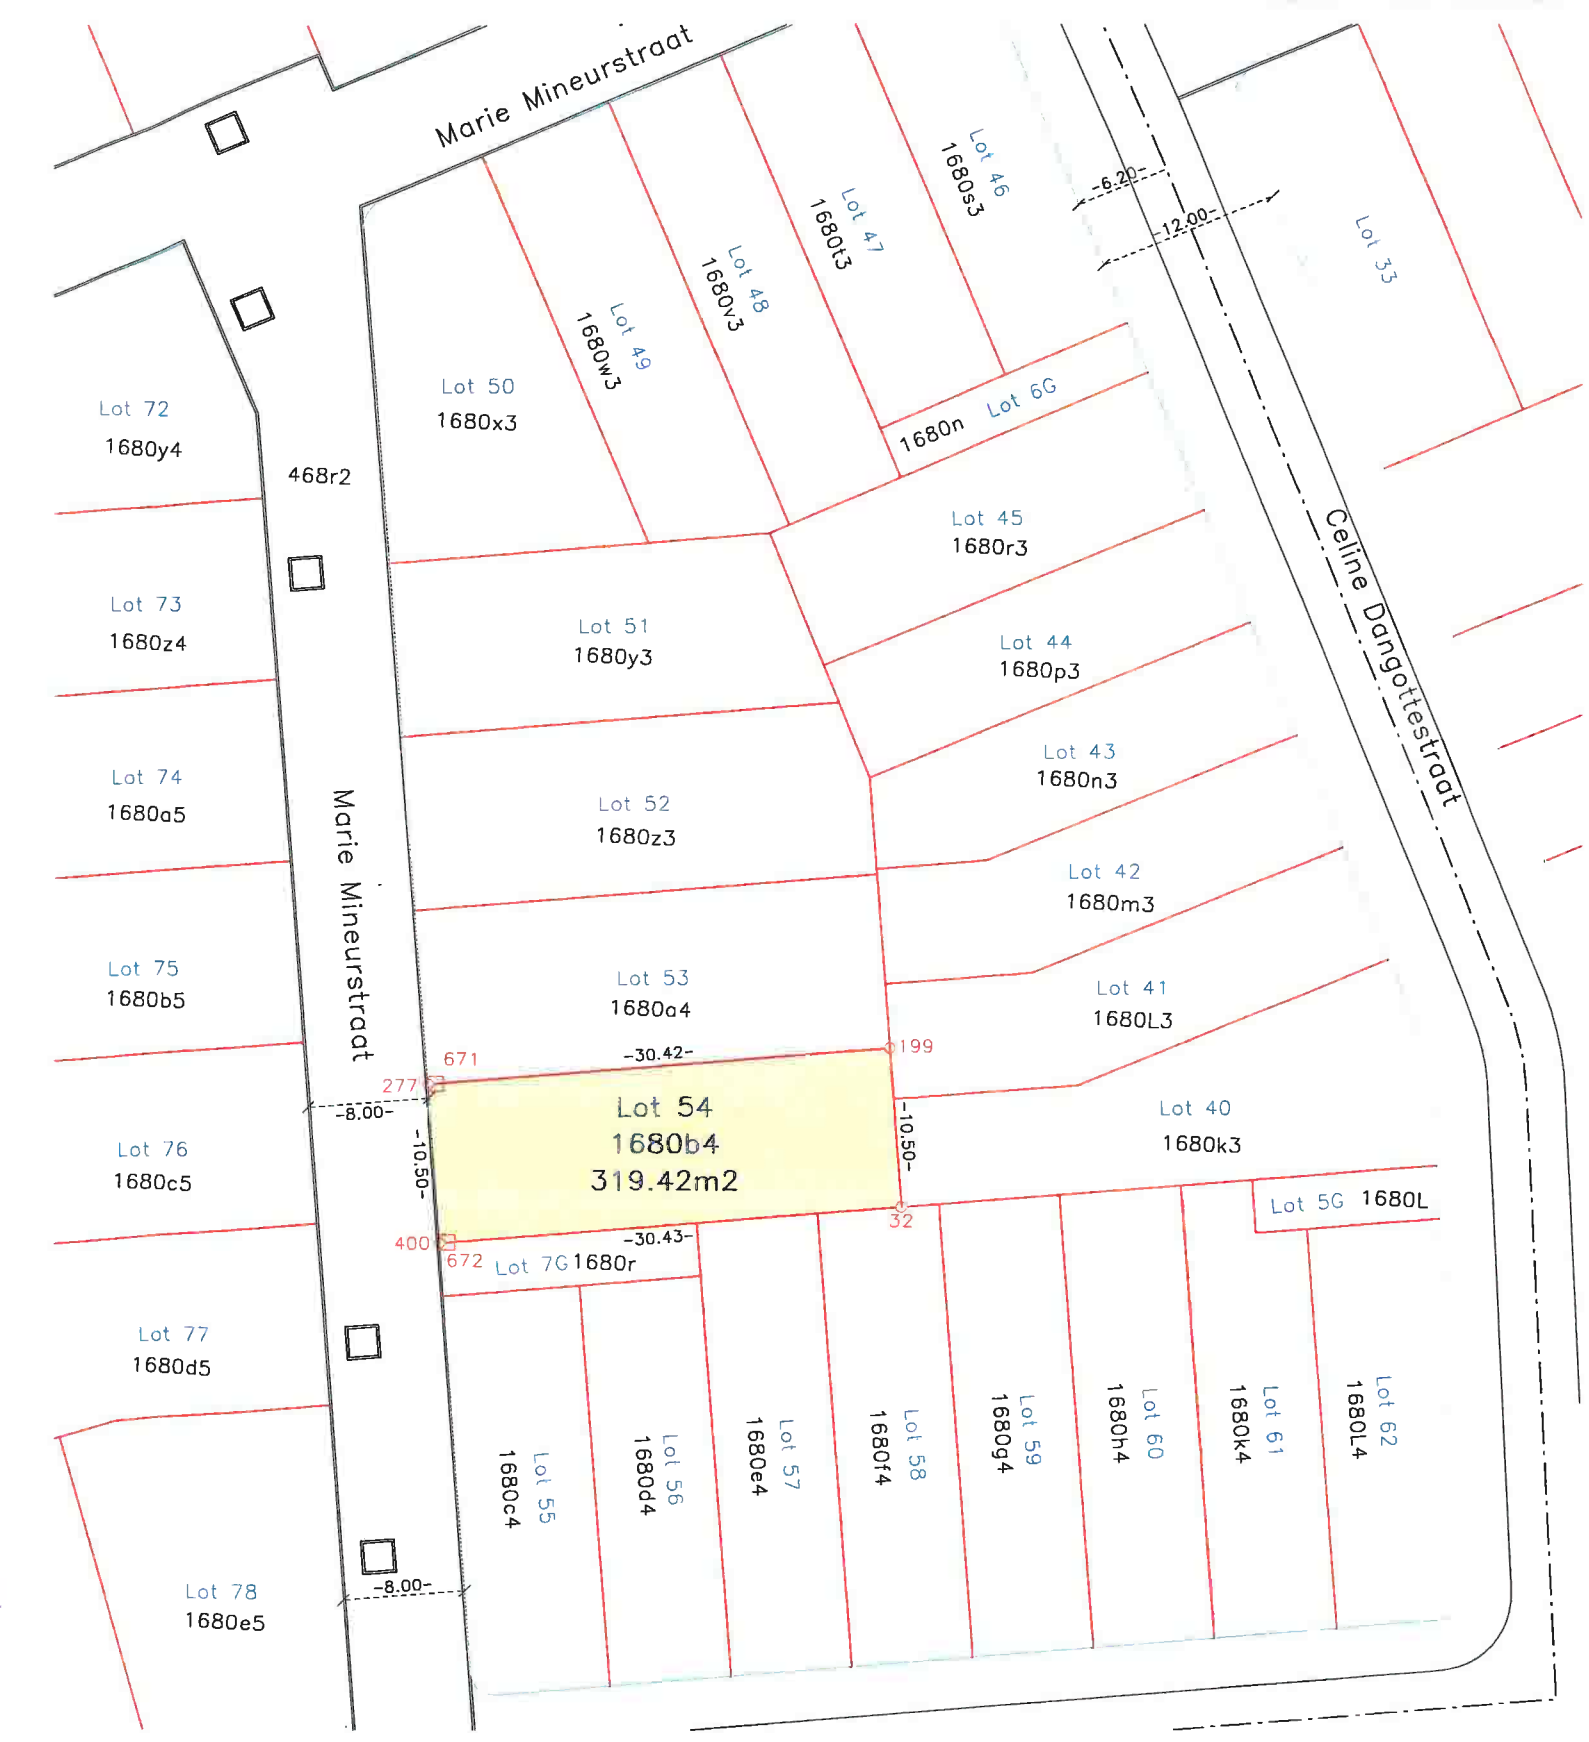 Marie Mineurstraat
Lot 46
1680s3
Lot 47
1680t3
Lot 48
1680v3
Lot 49
1680w3
Lot 50
1680x3
-6.20-
-12.00-
Lot 33
Lot 6G
1680n
Lot 72
1680y4
468r2
Lot 45
1680r3
Celine Dangottestraat
Lot 73
1680z4
Lot 51
1680y3
Lot 44
1680p3
Lot 74
1680a5
Lot 52
1680z3
Lot 43
1680n3
Marie Mineurstraat
Lot 42
1680m3
Lot 75
1680b5
Lot 53
1680a4
Lot 41
1680L3
671
-30.42-
199
277
-8.00-
-10.50-
Lot 54
1680b4
319.42m2
-10.50-
Lot 40
1680k3
Lot 76
1680c5
Lot 5G 1680L
400
672
-30.43-
32
Lot 7G 1680r
Lot 77
1680d5
Lot 55
1680c4
Lot 56
1680d4
Lot 57
1680e4
Lot 58
1680f4
Lot 59
1680g4
Lot 60
1680h4
Lot 61
1680k4
Lot 62
1680L4
-8.00-
Lot 78
1680e5